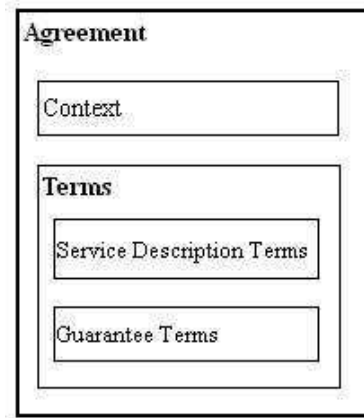 Agreement
Context
Terms
Service Description Terms
Guarantee Terms